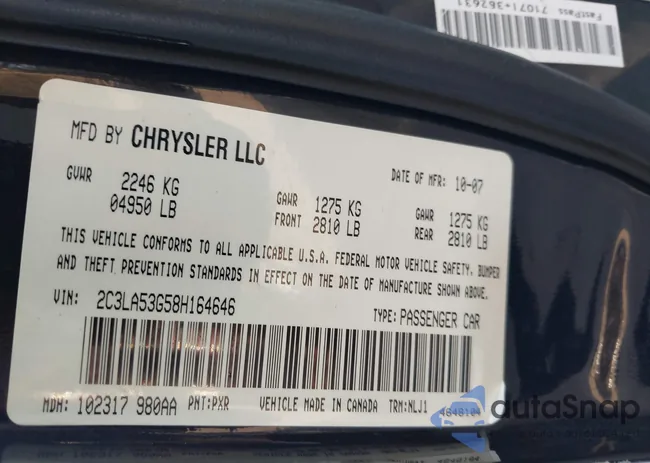 FastPass
71071+362631
MFD BY CHRYSLER LLC
DATE OF MFR: 10-07
GVWR 2246 KG
04950 LB
GAWR FRONT 1275 KG
2810 LB
GAWR REAR 1275 KG
2810 LB
THIS VEHICLE CONFORMS TO ALL APPLICABLE U.S.A. FEDERAL MOTOR VEHICLE SAFETY, BUMPER
AND THEFT PREVENTION STANDARDS IN EFFECT ON THE DATE OF MANUFACTURE SHOWN ABOVE.
VIN: 2C3LA53G58H164646
TYPE: PASSENGER CAR
MDH: 102317 980AA PNT: PXR VEHICLE MADE IN CANADA TRM: NLJ1 4648104
autaSnap